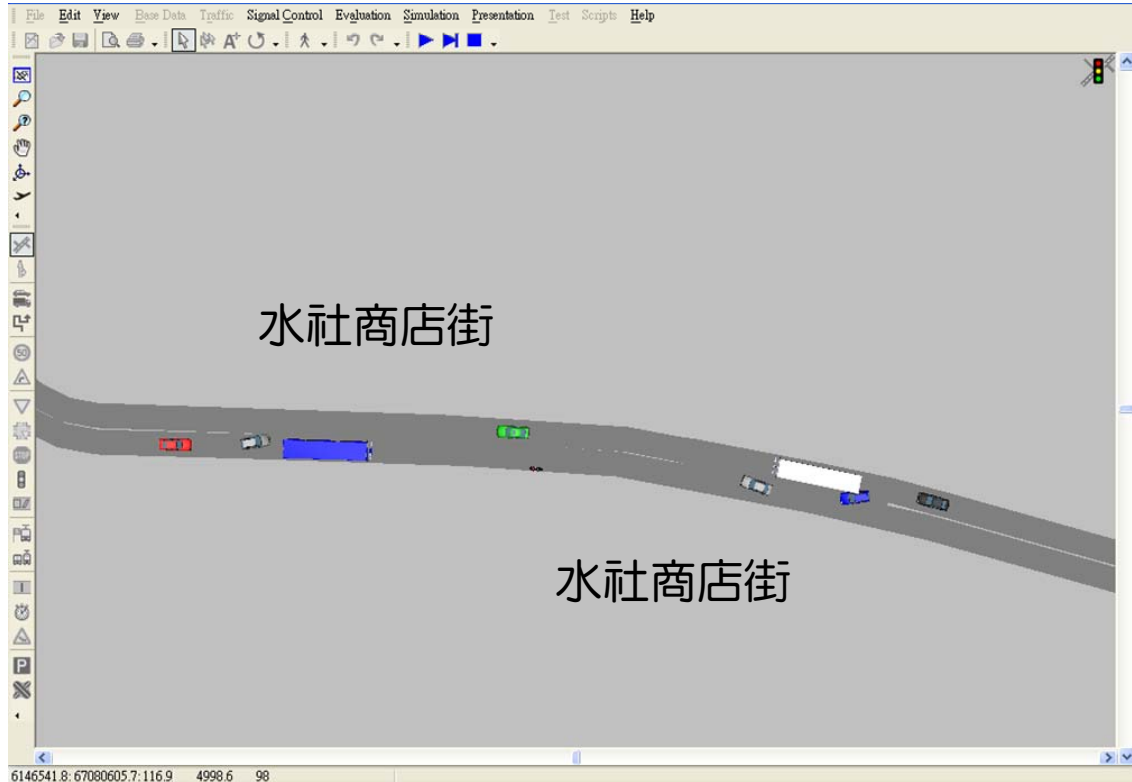 File Edit View Base Data Traffic Signal Control Evaluation Simulation Presentation Test Scripts Help
水社商店街
水社商店街
6146541.8: 67080605.7: 116.9 4998.6 98